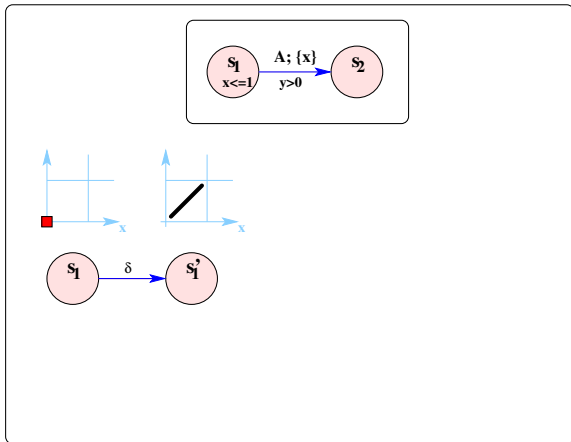 s1 A; {x} s2
x<=1 y>0
x x
s1 δ s1'